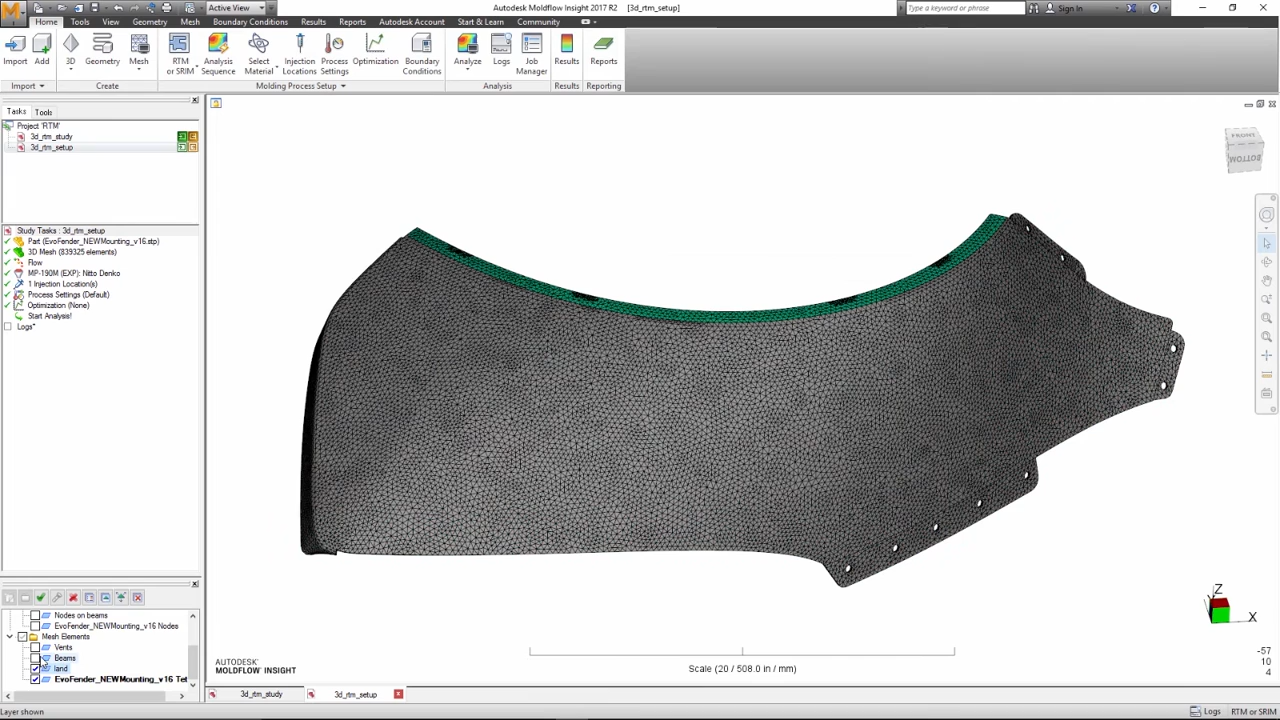 Active View
Autodesk Moldflow Insight 2017 R2 [3d_rtm_setup]
Type a keyword or phrase
Sign In
Home Tools View Geometry Mesh Boundary Conditions Results Reports Autodesk Account Start & Learn Community
Import Add 3D Geometry Mesh RTM or SRIM Analysis Sequence Select Material Injection Locations Process Settings Optimization Boundary Conditions Analyze Logs Job Manager Results Reports
Import Create Molding Process Setup Analysis Results Reporting
Tasks Tools
Project 'RTM'
3d_rtm_study
3d_rtm_setup
Study Tasks : 3d_rtm_setup
Part (EvoFender_NEWMounting_v16.stp)
3D Mesh (839325 elements)
Flow
MP-190M (EXP): Nitto Denko
1 Injection Location(s)
Process Settings (Default)
Optimization (None)
Start Analysis!
Logs*
Nodes on beams
EvoFender_NEWMounting_v16 Nodes
Mesh Elements
Vents
Beams
land
EvoFender_NEWMounting_v16 Tet
FRONT
BOTTOM
Z
Y
X
AUTODESK®
MOLDFLOW® INSIGHT
Scale (20 / 508.0 in / mm)
-57
10
4
3d_rtm_study 3d_rtm_setup
Layer shown
Logs RTM or SRIM